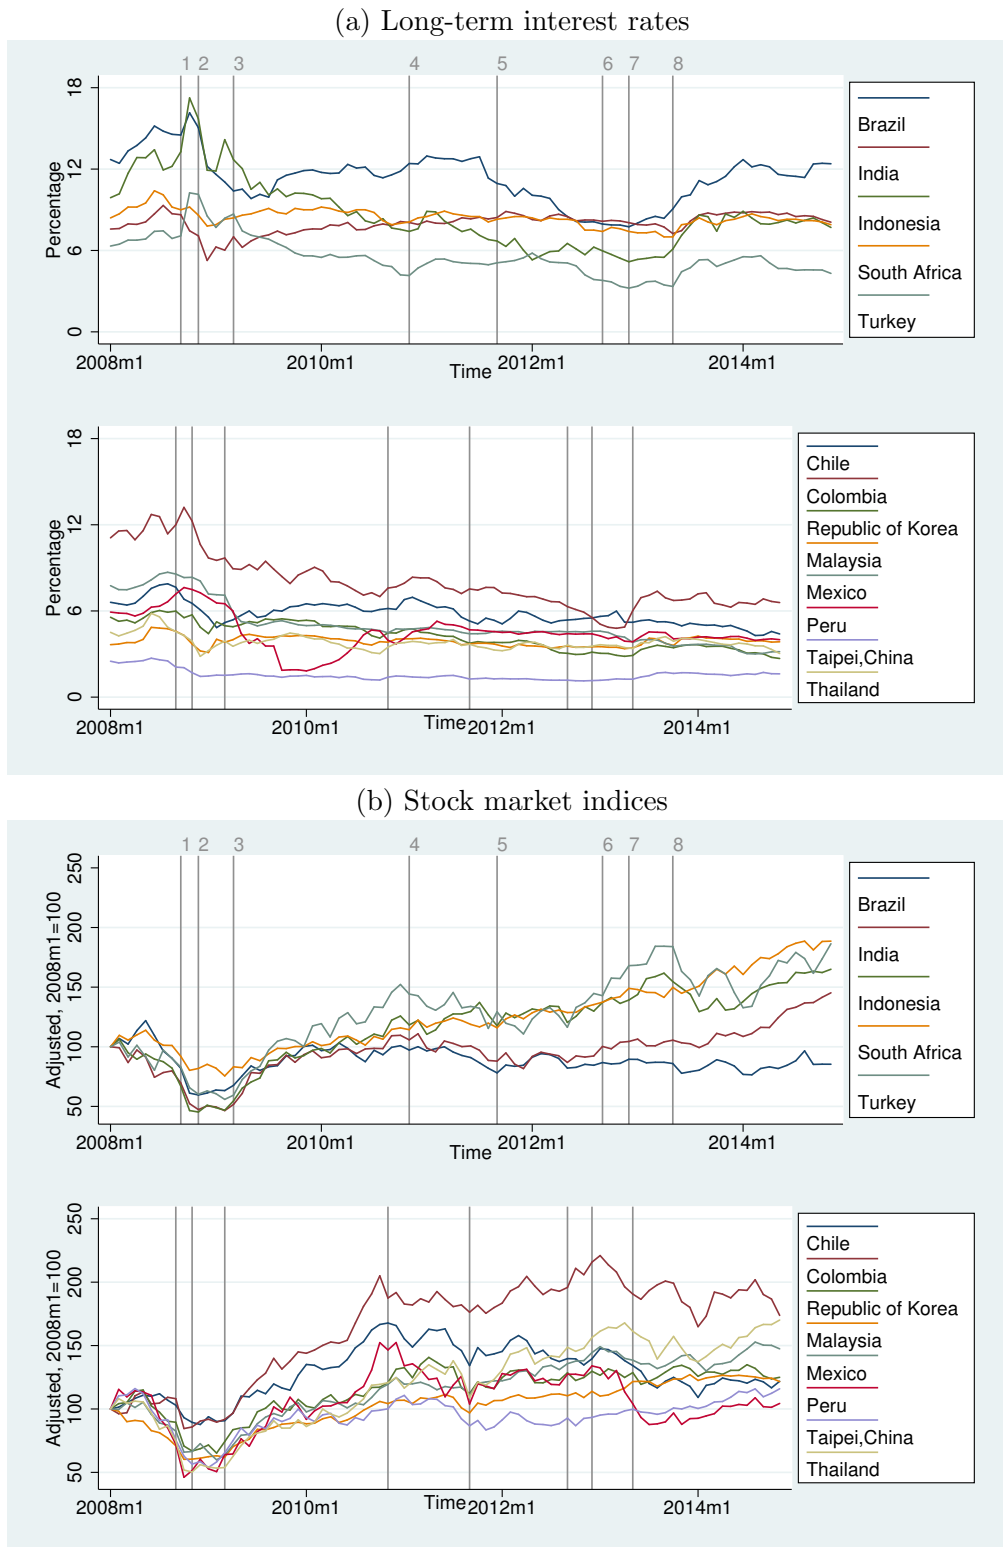 (a) Long-term interest rates
1 2 3 4 5 6 7 8
18
12
6
0
Percentage
2008m1 2010m1 2012m1 2014m1
Time
Brazil
India
Indonesia
South Africa
Turkey
18
12
6
0
Percentage
2008m1 2010m1 2012m1 2014m1
Time
Chile
Colombia
Republic of Korea
Malaysia
Mexico
Peru
Taipei,China
Thailand
(b) Stock market indices
1 2 3 4 5 6 7 8
250
200
150
100
50
Adjusted, 2008m1=100
2008m1 2010m1 2012m1 2014m1
Time
Brazil
India
Indonesia
South Africa
Turkey
250
200
150
100
50
Adjusted, 2008m1=100
2008m1 2010m1 2012m1 2014m1
Time
Chile
Colombia
Republic of Korea
Malaysia
Mexico
Peru
Taipei,China
Thailand